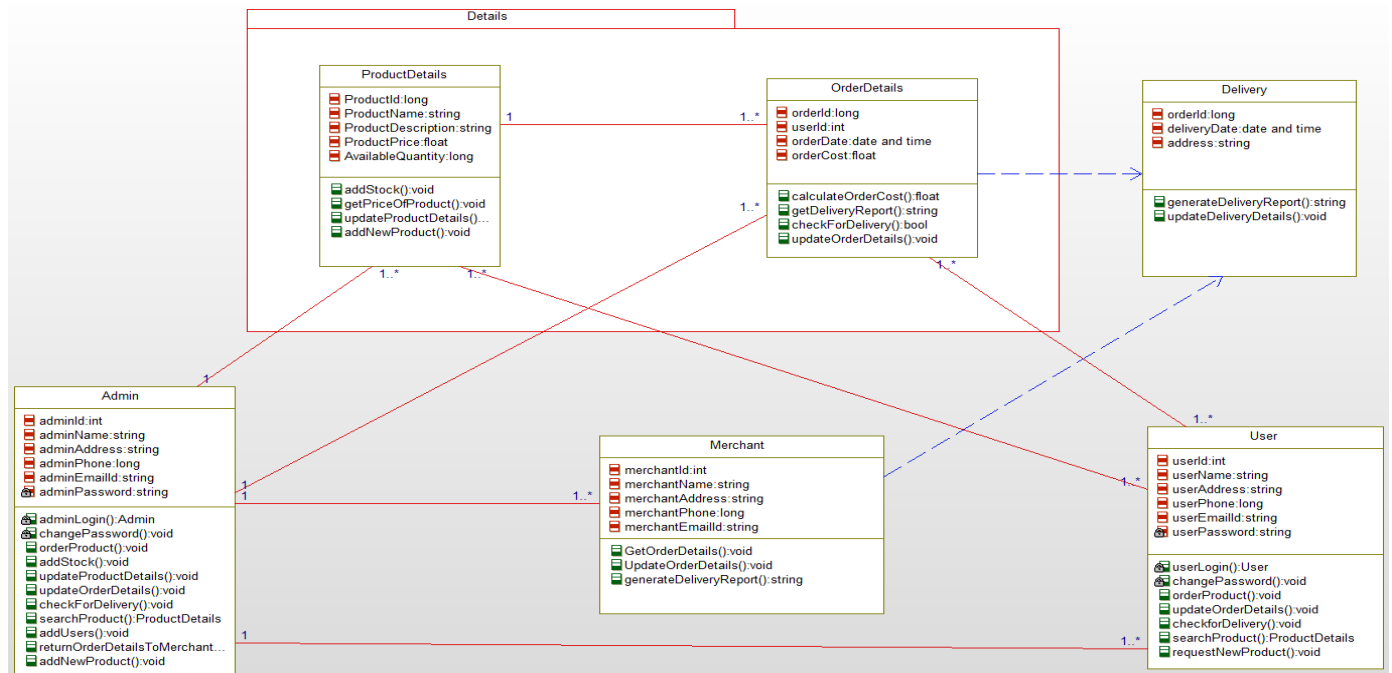 Details
ProductDetails
ProductId:long
ProductName:string
ProductDescription:string
ProductPrice:float
AvailableQuantity:long
addStock():void
getPriceOfProduct():void
updateProductDetails()...
addNewProduct():void
1
1..*
OrderDetails
orderId:long
userId:int
orderDate:date and time
orderCost:float
calculateOrderCost():float
getDeliveryReport():string
checkForDelivery():bool
updateOrderDetails():void
Delivery
orderId:long
deliveryDate:date and time
address:string
generateDeliveryReport():string
updateDeliveryDetails():void
1..*
1..*
1..*
1..*
1
Admin
adminId:int
adminName:string
adminAddress:string
adminPhone:long
adminEmailId:string
adminPassword:string
adminLogin():Admin
changePassword():void
orderProduct():void
addStock():void
updateProductDetails():void
updateOrderDetails():void
checkForDelivery():void
searchProduct():ProductDetails
addUsers():void
returnOrderDetailsToMerchant...
addNewProduct():void
1
1
1..*
Merchant
merchantId:int
merchantName:string
merchantAddress:string
merchantPhone:long
merchantEmailId:string
GetOrderDetails():void
UpdateOrderDetails():void
generateDeliveryReport():string
1..*
1..*
User
userId:int
userName:string
userAddress:string
userPhone:long
userEmailId:string
userPassword:string
userLogin():User
changePassword():void
orderProduct():void
updateOrderDetails():void
checkforDelivery():void
searchProduct():ProductDetails
requestNewProduct():void
1
1..*